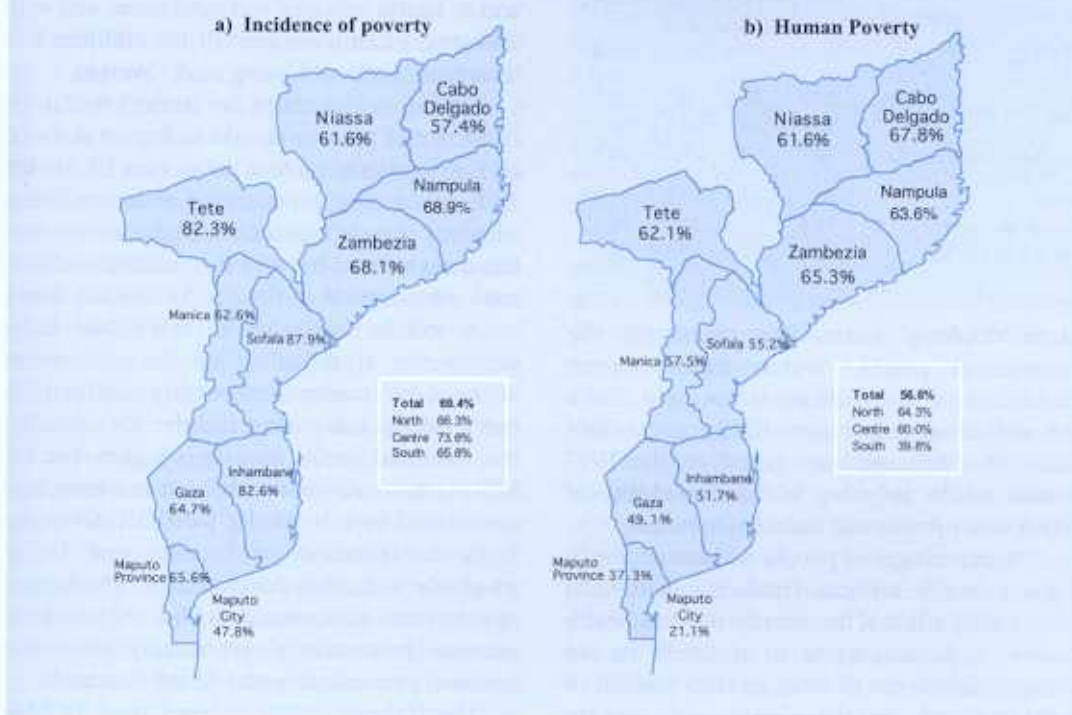 a) Incidence of poverty
Cabo
Delgado
57.4%
Niassa
61.6%
Nampula
68.9%
Tete
82.3%
Zambezia
68.1%
Manica 62.6%
Sofala 87.9%
Total 69.4%
North 66.3%
Centre 73.8%
South 65.8%
Inhambane
82.6%
Gaza
64.7%
Maputo
Province 65.6%
Maputo
City
47.8%
b) Human Poverty
Cabo
Delgado
67.8%
Niassa
61.6%
Nampula
63.6%
Tete
62.1%
Zambezia
65.3%
Sofala 55.2%
Manica 57.5%
Total 56.8%
North 64.3%
Centre 60.0%
South 39.8%
Inhambane
51.7%
Gaza
49.1%
Maputo
Province 37.3%
Maputo
City
21.1%